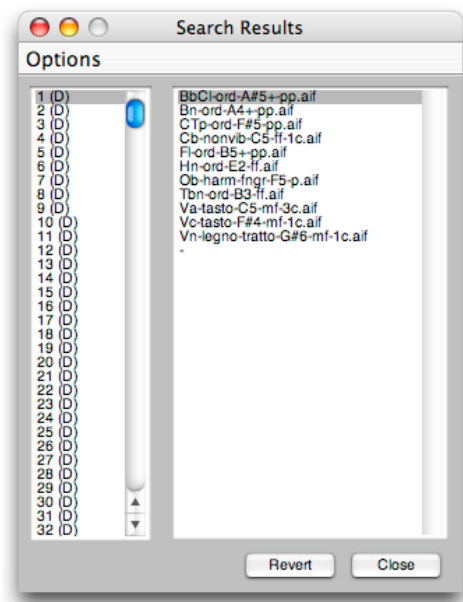 Search Results
Options
1 (D)
2 (D)
3 (D)
4 (D)
5 (D)
6 (D)
7 (D)
8 (D)
9 (D)
10 (D)
11 (D)
12 (D)
13 (D)
14 (D)
15 (D)
16 (D)
17 (D)
18 (D)
19 (D)
20 (D)
21 (D)
22 (D)
23 (D)
24 (D)
25 (D)
26 (D)
27 (D)
28 (D)
29 (D)
30 (D)
31 (D)
32 (D)
BbCl-ord-A#5+-pp.aif
Bn-ord-A4+-pp.aif
CTp-ord-F#5-pp.aif
Cb-nonvib-C5-ff-1c.aif
Fl-ord-B5+-pp.aif
Hn-ord-E2-ff.aif
Ob-harm-fngr-F5-p.aif
Tbn-ord-B3-ff.aif
Va-tasto-C5-mf-3c.aif
Vc-tasto-F#4-mf-1c.aif
Vn-legno-tratto-G#6-mf-1c.aif
-
Revert
Close